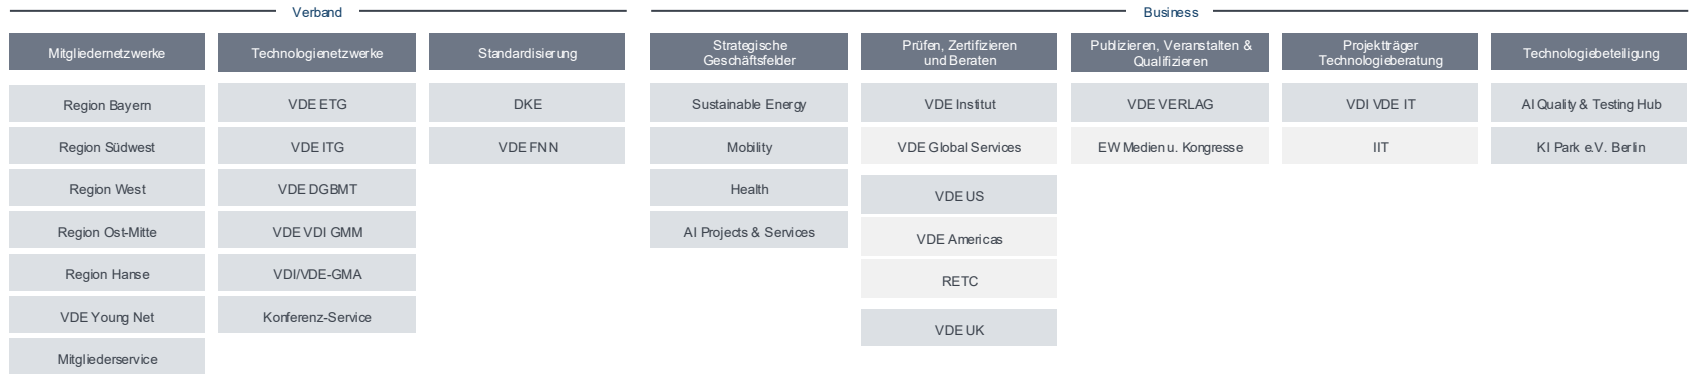 Verband
Business
Mitgliedernetzwerke
Region Bayern
Region Südwest
Region West
Region Ost-Mitte
Region Hanse
VDE Young Net
Mitgliederservice
Technologienetzwerke
VDE ETG
VDE ITG
VDE DGBMT
VDE VDI GMM
VDI/VDE-GMA
Konferenz-Service
Standardisierung
DKE
VDE FNN
Strategische
Geschäftsfelder
Sustainable Energy
Mobility
Health
AI Projects & Services
Prüfen, Zertifizieren
und Beraten
VDE Institut
VDE Global Services
VDE US
VDE Americas
RETC
VDE UK
Publizieren, Veranstalten &
Qualifizieren
VDE VERLAG
EW Medien u. Kongresse
Projektträger
Technologieberatung
VDI VDE IT
IIT
Technologiebeteiligung
AI Quality & Testing Hub
KI Park e.V. Berlin